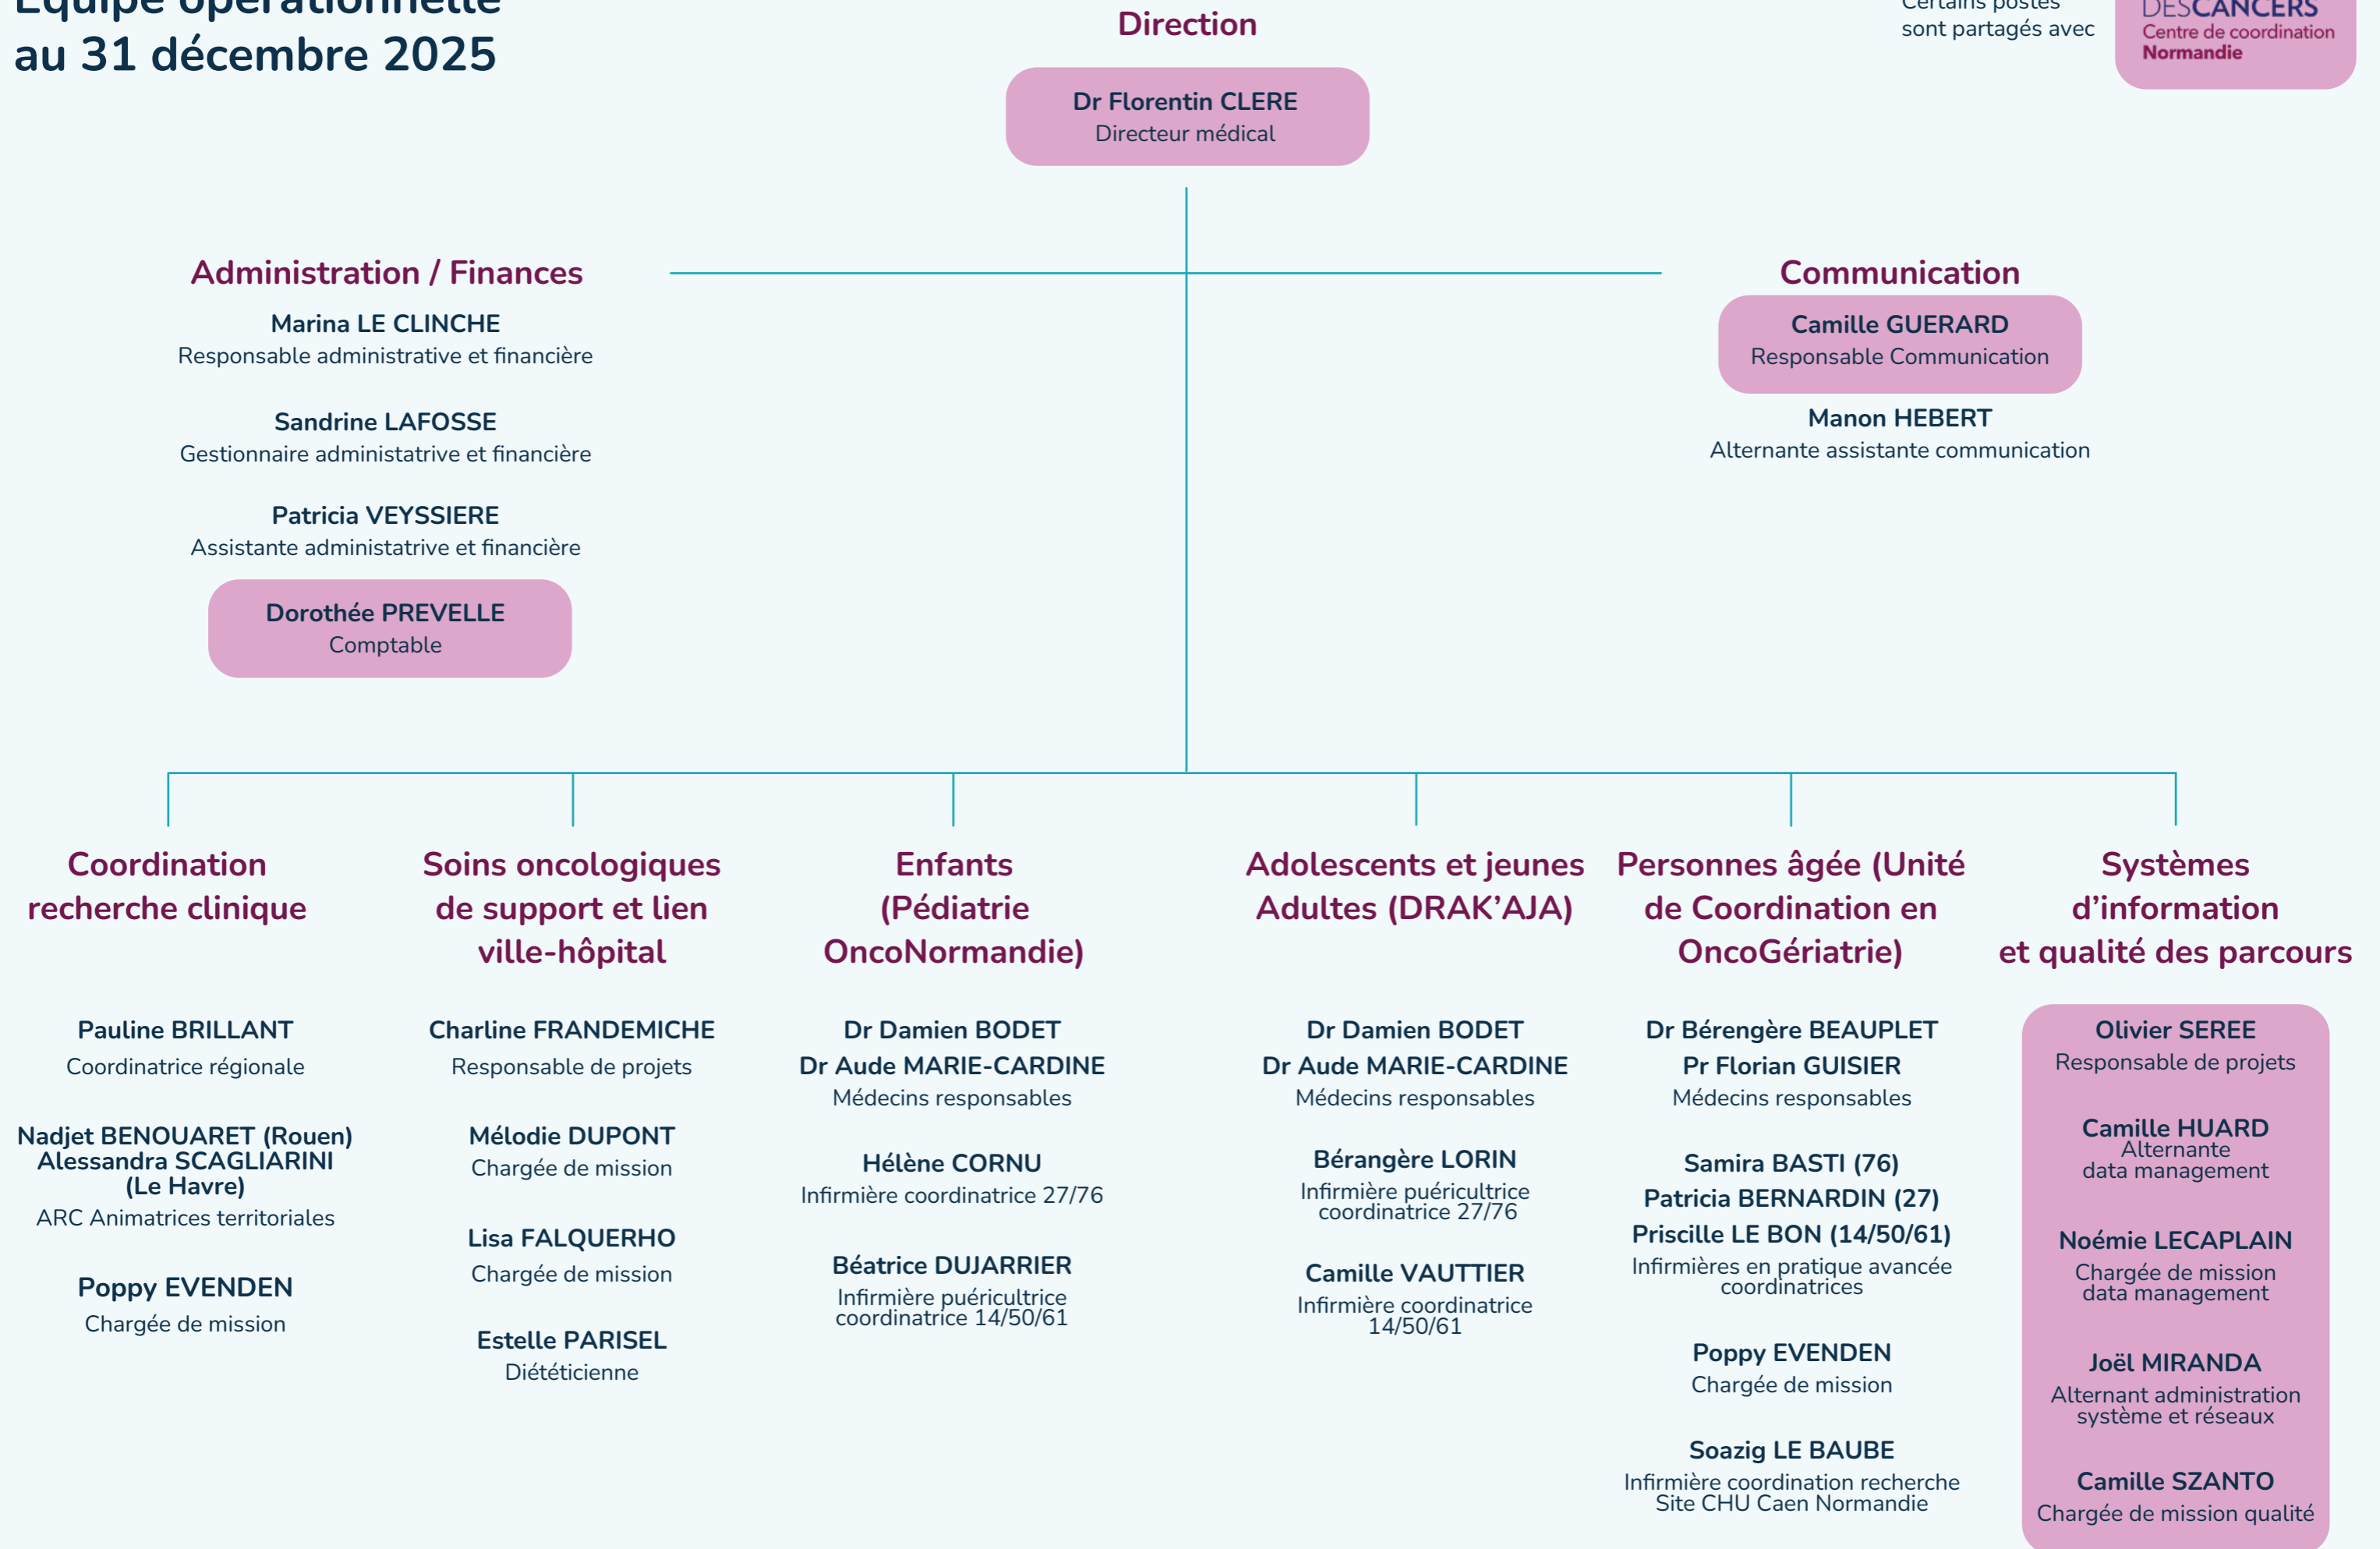 Equipe opérationnelle
au 31 décembre 2025
Direction
Certains postes
sont partagés avec
DESCANCERS
Centre de coordination
Normandie
Dr Florentin CLERE
Directeur médical
Administration / Finances
Marina LE CLINCHE
Responsable administrative et financière
Sandrine LAFOSSE
Gestionnaire administatrive et financière
Patricia VEYSSIERE
Assistante administatrive et financière
Dorothée PREVELLE
Comptable
Communication
Camille GUERARD
Responsable Communication
Manon HEBERT
Alternante assistante communication
Coordination
recherche clinique
Pauline BRILLANT
Coordinatrice régionale
Nadjet BENOUARET (Rouen)
Alessandra SCAGLIARINI
(Le Havre)
ARC Animatrices territoriales
Poppy EVENDEN
Chargée de mission
Soins oncologiques
de support et lien
ville-hôpital
Charline FRANDEMICHE
Responsable de projets
Mélodie DUPONT
Chargée de mission
Lisa FALQUERHO
Chargée de mission
Estelle PARISEL
Diététicienne
Enfants
(Pédiatrie
OncoNormandie)
Dr Damien BODET
Dr Aude MARIE-CARDINE
Médecins responsables
Hélène CORNU
Infirmière coordinatrice 27/76
Béatrice DUJARRIER
Infirmière puéricultrice
coordinatrice 14/50/61
Adolescents et jeunes
Adultes (DRAK’AJA)
Dr Damien BODET
Dr Aude MARIE-CARDINE
Médecins responsables
Bérangère LORIN
Infirmière puéricultrice
coordinatrice 27/76
Camille VAUTTIER
Infirmière coordinatrice
14/50/61
Personnes âgée (Unité
de Coordination en
OncoGériatrie)
Dr Bérengère BEAUPLET
Pr Florian GUISIER
Médecins responsables
Samira BASTI (76)
Patricia BERNARDIN (27)
Priscille LE BON (14/50/61)
Infirmières en pratique avancée
coordinatrices
Poppy EVENDEN
Chargée de mission
Soazig LE BAUBE
Infirmière coordination recherche
Site CHU Caen Normandie
Systèmes
d’information
et qualité des parcours
Olivier SEREE
Responsable de projets
Camille HUARD
Alternante
data management
Noémie LECAPLAIN
Chargée de mission
data management
Joël MIRANDA
Alternant administration
système et réseaux
Camille SZANTO
Chargée de mission qualité